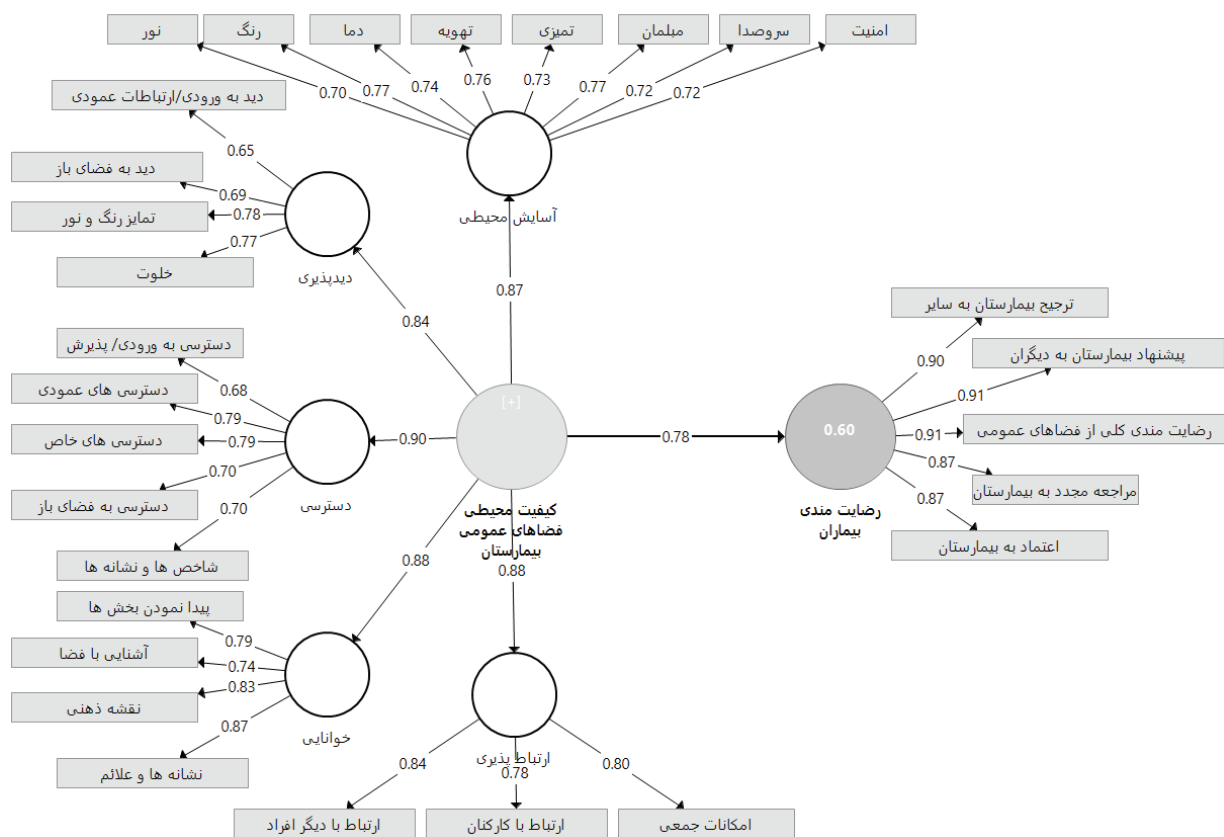 امنیت
سروصدا
مبلمان
تمیزی
تهویه
دما
رنگ
نور
0.72
0.72
0.77
0.73
0.76
0.74
0.77
0.70
آسایش محیطی
0.87
دید به ورودی/ارتباطات عمودی
دید به فضای باز
تمایز رنگ و نور
خلوت
0.65
0.69
0.78
0.77
دیدپذیری
0.84
دسترسی به ورودی/ پذیرش
دسترسی های عمودی
دسترسی های خاص
دسترسی به فضای باز
شاخص ها و نشانه ها
0.68
0.79
0.79
0.70
0.70
دسترسی
0.90
[+]
کیفیت محیطی
فضاهای عمومی
بیمارستان
0.78
0.60
رضایت مندی
بیماران
ترجیح بیمارستان به سایر
پیشنهاد بیمارستان به دیگران
رضایت مندی کلی از فضاهای عمومی
مراجعه مجدد به بیمارستان
اعتماد به بیمارستان
0.90
0.91
0.91
0.87
0.87
پیدا نمودن بخش ها
آشنایی با فضا
نقشه ذهنی
نشانه ها و علائم
0.79
0.74
0.83
0.87
خوانایی
0.88
0.88
ارتباط پذیری
0.80
0.78
0.84
امکانات جمعی
ارتباط با کارکنان
ارتباط با دیگر افراد